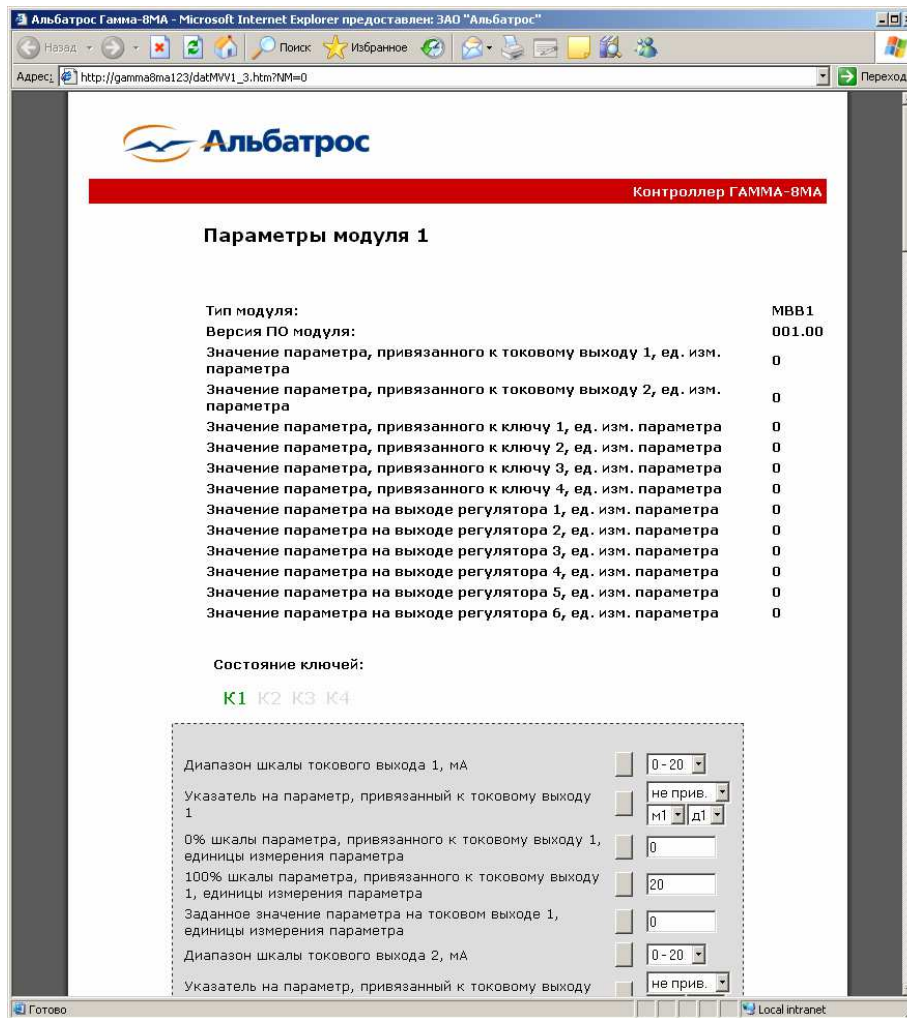 Альбатрос Гамма-8МА - Microsoft Internet Explorer предоставлен: ЗАО "Альбатрос"
Назад
Поиск
Избранное
Адрес: http://gamma8ma123/datMVV1_3.htm?NM=0
Переход
Альбатрос
Контроллер ГАММА-8МА
Параметры модуля 1
Тип модуля: МВВ1
Версия ПО модуля: 001.00
Значение параметра, привязанного к токовому выходу 1, ед. изм.
параметра 0
Значение параметра, привязанного к токовому выходу 2, ед. изм.
параметра 0
Значение параметра, привязанного к ключу 1, ед. изм. параметра 0
Значение параметра, привязанного к ключу 2, ед. изм. параметра 0
Значение параметра, привязанного к ключу 3, ед. изм. параметра 0
Значение параметра, привязанного к ключу 4, ед. изм. параметра 0
Значение параметра на выходе регулятора 1, ед. изм. параметра 0
Значение параметра на выходе регулятора 2, ед. изм. параметра 0
Значение параметра на выходе регулятора 3, ед. изм. параметра 0
Значение параметра на выходе регулятора 4, ед. изм. параметра 0
Значение параметра на выходе регулятора 5, ед. изм. параметра 0
Значение параметра на выходе регулятора 6, ед. изм. параметра 0
Состояние ключей:
К1 К2 К3 К4
Диапазон шкалы токового выхода 1, мА 0-20
Указатель на параметр, привязанный к токовому выходу
1
не прив.
м1 д1
0% шкалы параметра, привязанного к токовому выходу 1,
единицы измерения параметра
0
100% шкалы параметра, привязанного к токовому выходу
1, единицы измерения параметра
20
Заданное значение параметра на токовом выходе 1,
единицы измерения параметра
0
Диапазон шкалы токового выхода 2, мА 0-20
Указатель на параметр, привязанный к токовому выходу
не прив.
Готово
Local intranet